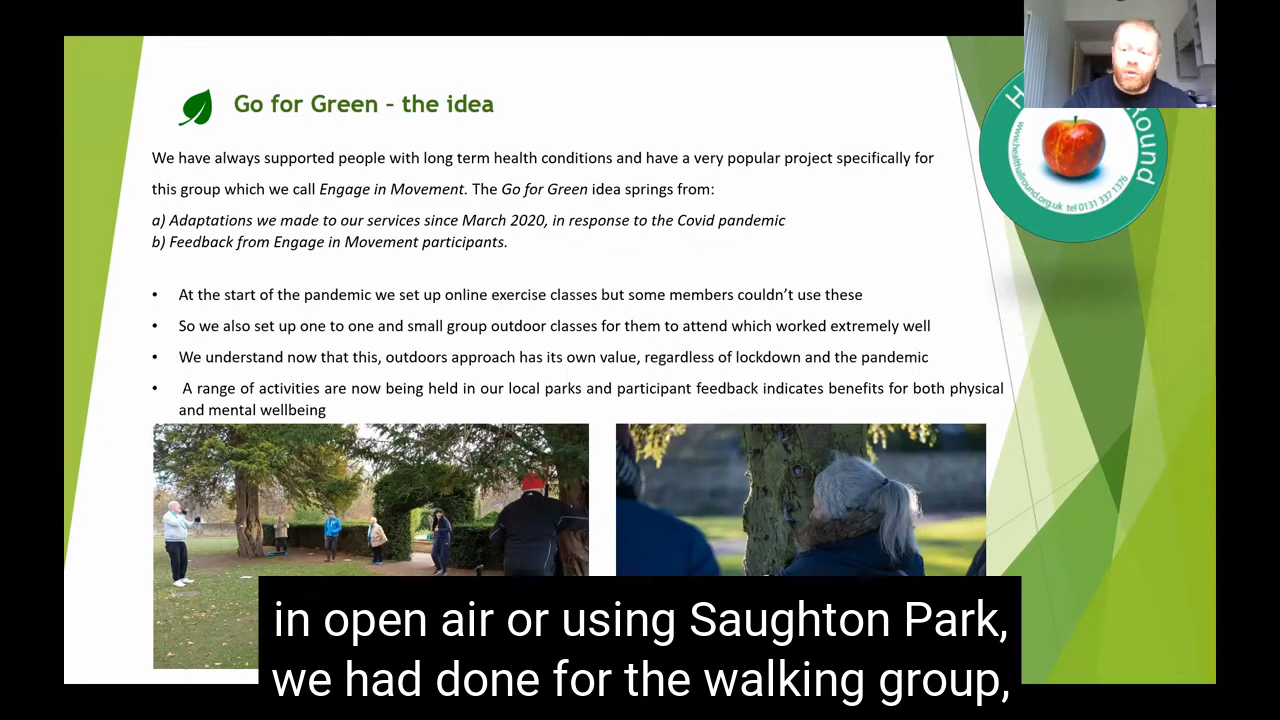 Go for Green - the idea
We have always supported people with long term health conditions and have a very popular project specifically for
this group which we call Engage in Movement. The Go for Green idea springs from:
a) Adaptations we made to our services since March 2020, in response to the Covid pandemic
b) Feedback from Engage in Movement participants.
• At the start of the pandemic we set up online exercise classes but some members couldn't use these
• So we also set up one to one and small group outdoor classes for them to attend which worked extremely well
• We understand now that this, outdoors approach has its own value, regardless of lockdown and the pandemic
• A range of activities are now being held in our local parks and participant feedback indicates benefits for both physical
and mental wellbeing
Round
www.healthallround.org.uk tel 0131 337 1376
in open air or using Saughton Park,
we had done for the walking group,